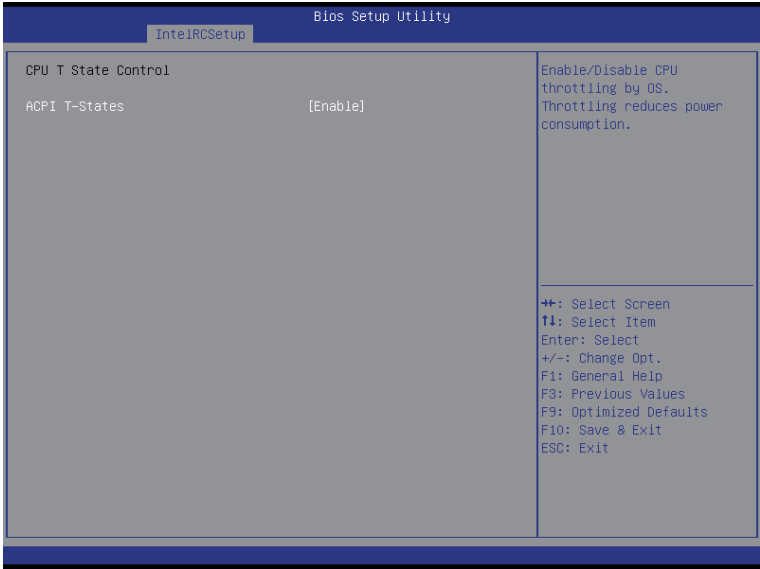 Bios Setup Utility
IntelRCSetup
CPU T State Control
ACPI T-States [Enable]
Enable/Disable CPU
throttling by OS.
Throttling reduces power
consumption.
→←: Select Screen
↑↓: Select Item
Enter: Select
+/-: Change Opt.
F1: General Help
F3: Previous Values
F9: Optimized Defaults
F10: Save & Exit
ESC: Exit